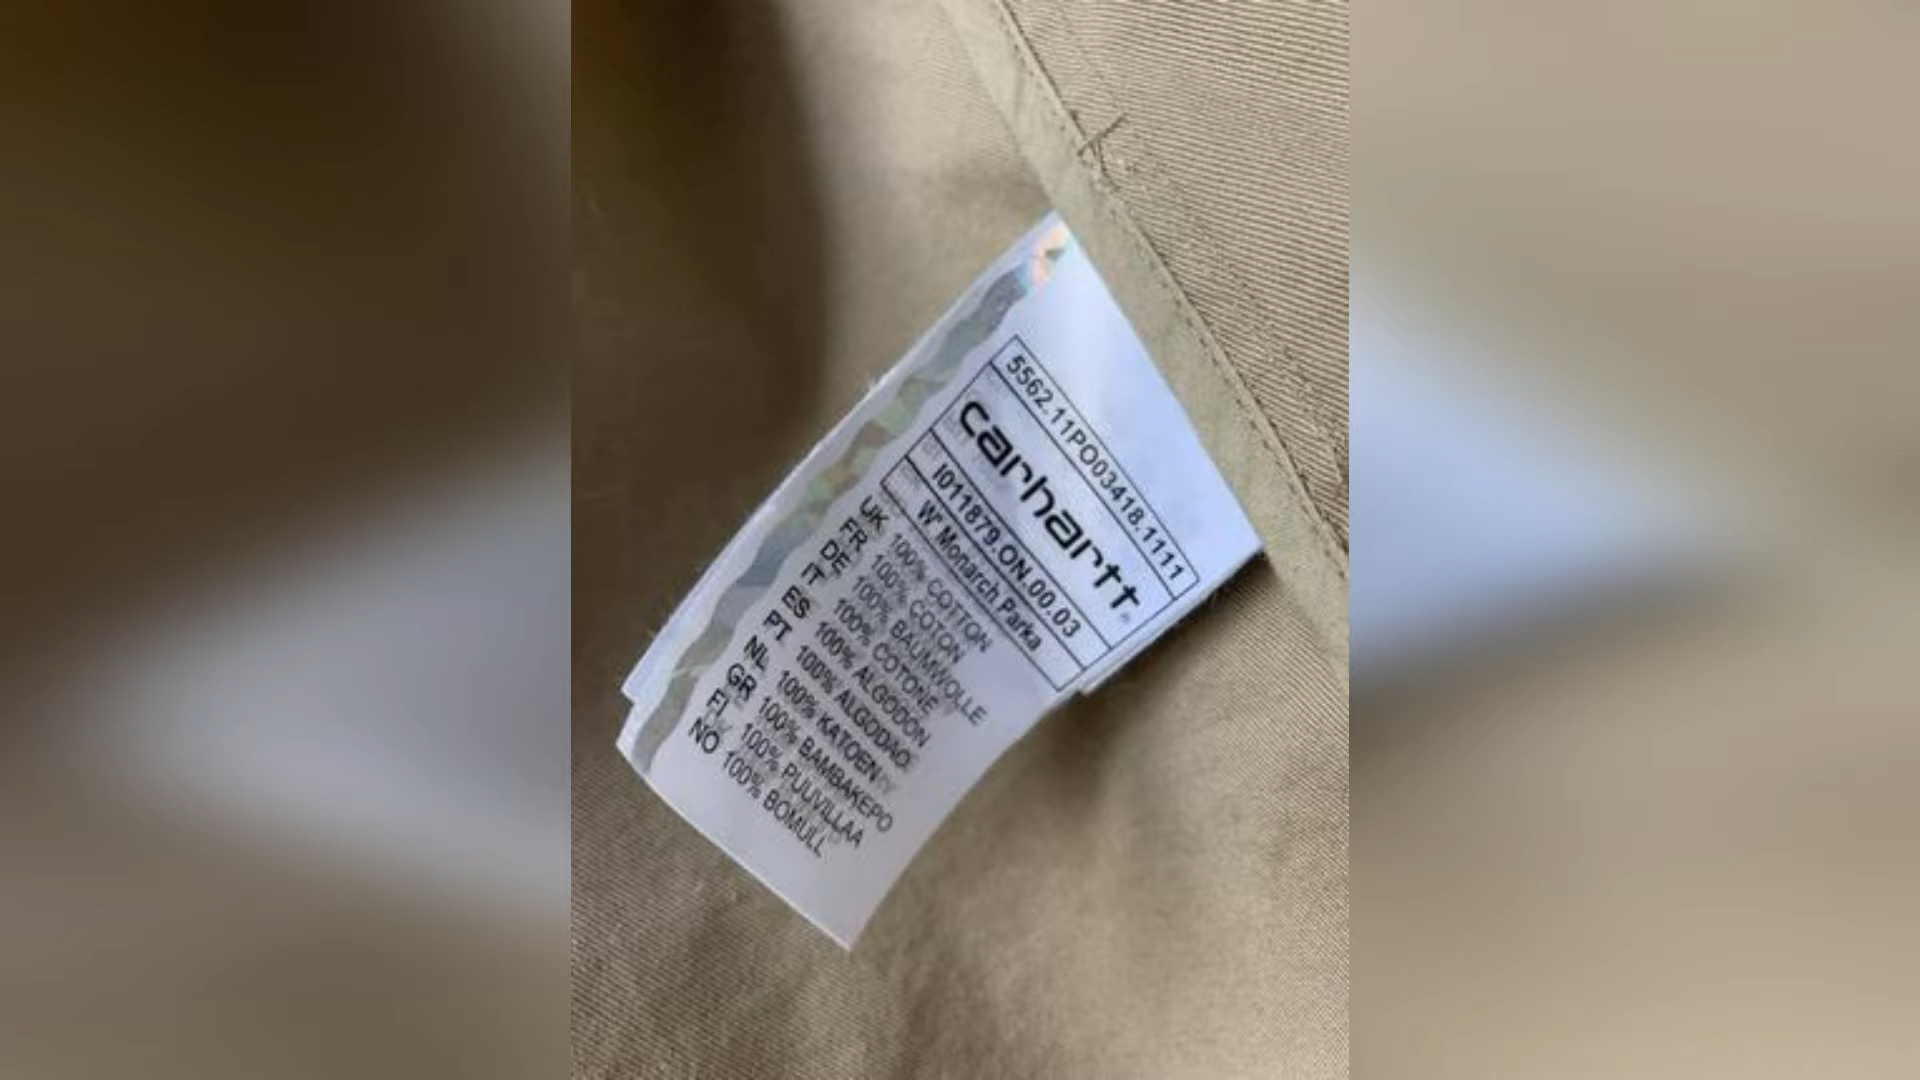 5562.11PO03418.1111
carhartt
I011879.ON.00.03
W' Monarch Parka
UK 100% COTTON
FR 100% COTON
DE 100% BAUMWOLLE
IT 100% COTONE
ES 100% ALGODON
PT 100% ALGODAO
NL 100% KATOEN
GR 100% BAMBAKEPO
FI 100% PUUVILLAA
NO 100% BOMULL